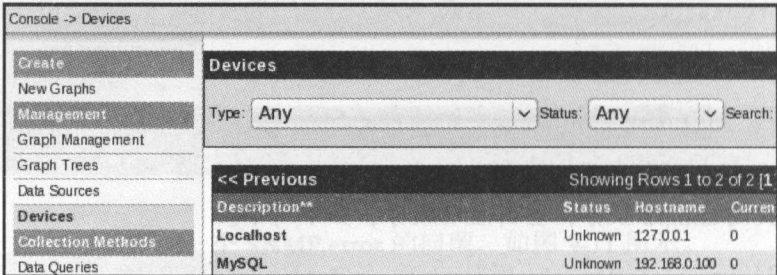 Console -> Devices
Create
New Graphs
Management
Graph Management
Graph Trees
Data Sources
Devices
Collection Methods
Data Queries
Devices
Type: Any Status: Any Search:
<< Previous Showing Rows 1 to 2 of 2 [1
Description** Status Hostname Curren
Localhost Unknown 127.0.0.1 0
MySQL Unknown 192.168.0.100 0